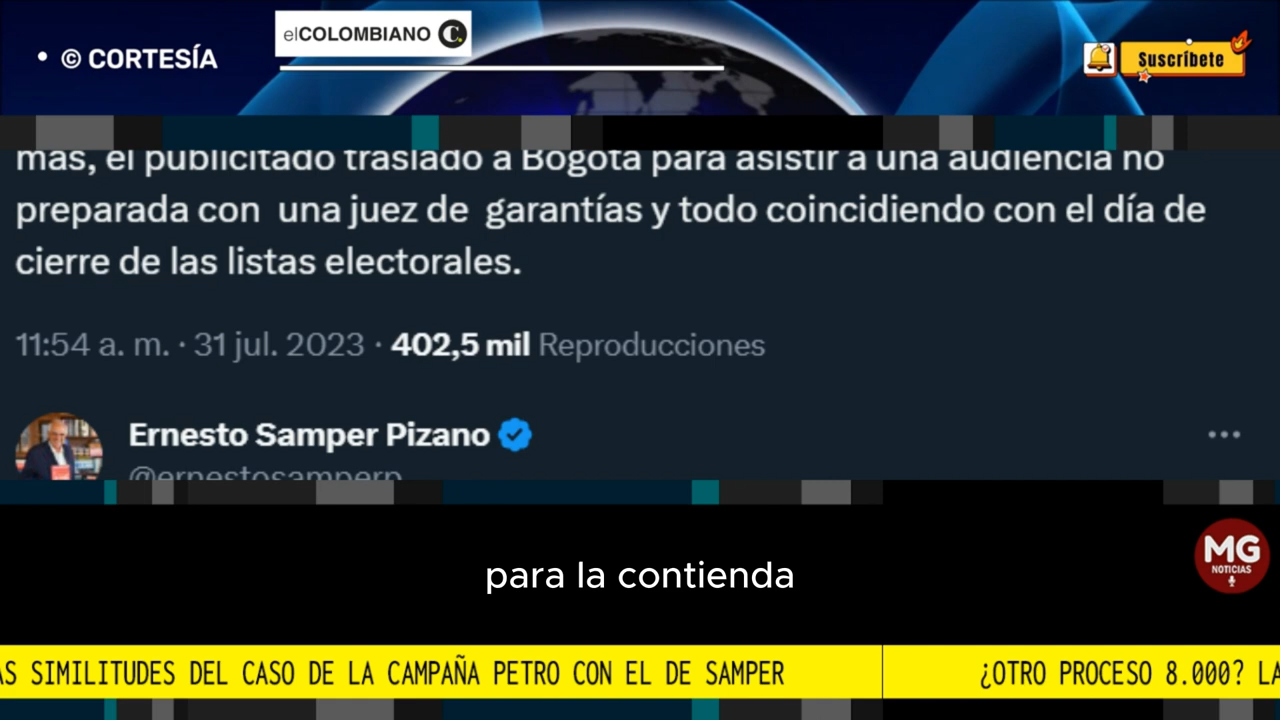 • © CORTESÍA
elCOLOMBIANO C
Suscríbete
mas, el publicitado traslado a Bogotá para asistir a una audiencia no
preparada con una juez de garantías y todo coincidiendo con el día de
cierre de las listas electorales.
11:54 a. m. · 31 jul. 2023 · 402,5 mil Reproducciones
Ernesto Samper Pizano
@ernestosamperp
para la contienda
MG
NOTICIAS
AS SIMILITUDES DEL CASO DE LA CAMPAÑA PETRO CON EL DE SAMPER
¿OTRO PROCESO 8.000? LA